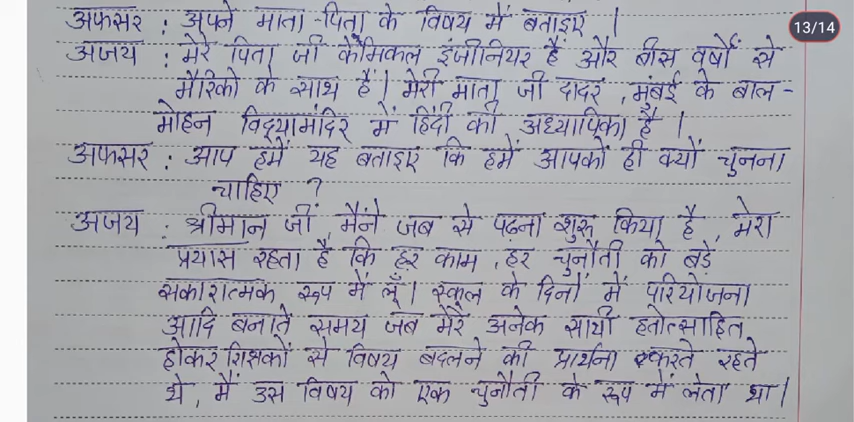 अफसर : अपने माता-पिता के विषय में बताइए |
13/14
अजय : मेरे पिता जी केमिकल इंजीनियर हैं और बीस वर्षों से
मैरिको के साथ हैं | मेरी माता जी दादर, मुंबई के बाल-
मोहन विद्यामंदिर में हिंदी की अध्यापिका है |
अफसर : आप हमें यह बताइए कि हमें आपको ही क्यों चुनना
चाहिए ?
अजय : श्रीमान जी, मैंने जब से पढ़ना शुरू किया है, मेरा
प्रयास रहता है कि हर काम, हर चुनौती को बड़े
सकारात्मक रूप में लूँ | स्कूल के दिनों में परियोजना
आदि बनाते समय जब मेरे अनेक साथी हतोत्साहित
होकर शिक्षकों से विषय बदलने की प्रार्थना करते रहते
थे, मैं उस विषय को एक चुनौती के रूप में लेता था |